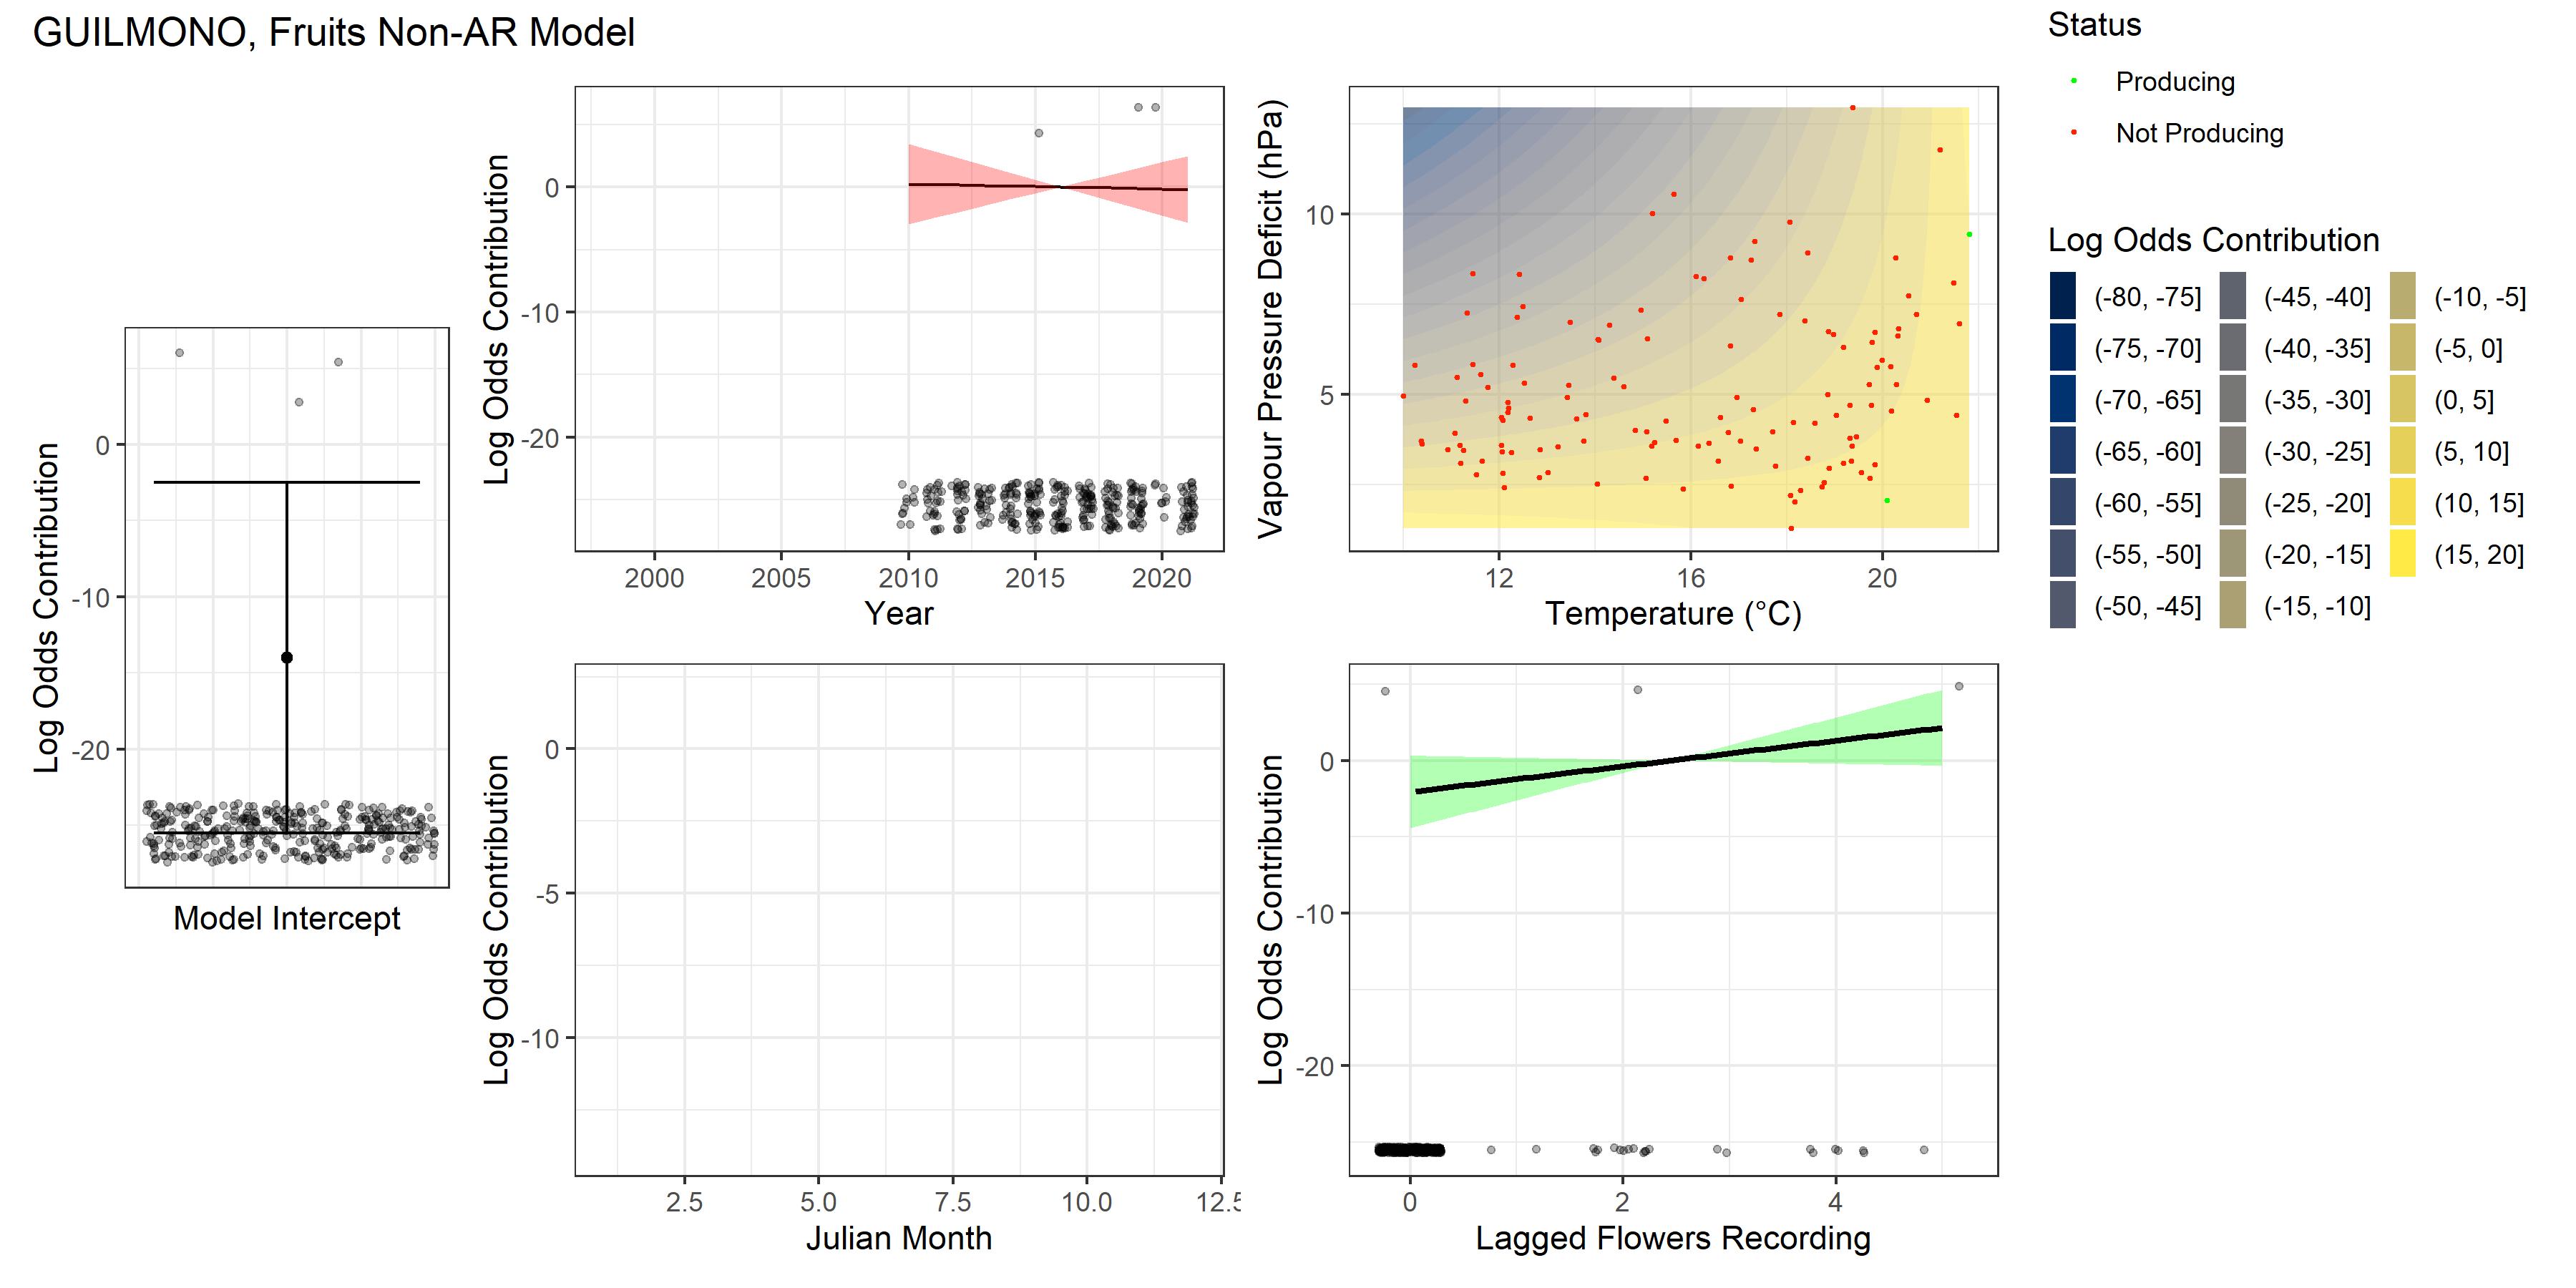 GUILMONO, Fruits Non-AR Model
Log Odds Contribution
0
-10
-20
Model Intercept
Log Odds Contribution
0
-10
-20
2000 2005 2010 2015 2020
Year
Vapour Pressure Deficit (hPa)
10
5
12 16 20
Temperature (°C)
Log Odds Contribution
0
-5
-10
2.5 5.0 7.5 10.0 12.5
Julian Month
Log Odds Contribution
0
-10
-20
0 2 4
Lagged Flowers Recording
Status
Producing
Not Producing
Log Odds Contribution
(-80, -75] (-45, -40] (-10, -5]
(-75, -70] (-40, -35] (-5, 0]
(-70, -65] (-35, -30] (0, 5]
(-65, -60] (-30, -25] (5, 10]
(-60, -55] (-25, -20] (10, 15]
(-55, -50] (-20, -15] (15, 20]
(-50, -45] (-15, -10]